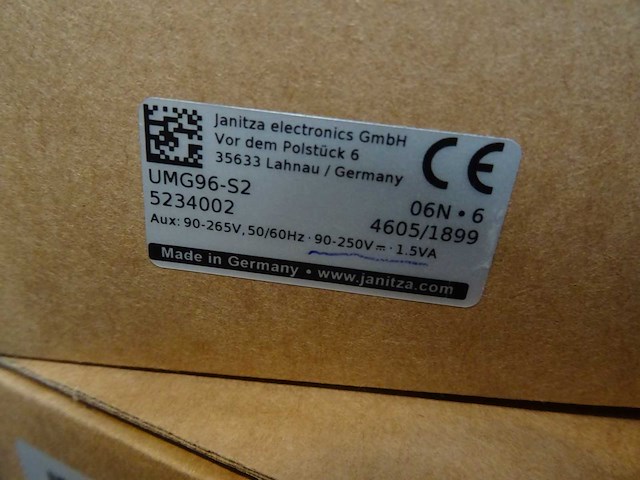 Janitza electronics GmbH
Vor dem Polstück 6
35633 Lahnau / Germany
CE
UMG96-S2
06N • 6
5234002
4605/1899
Aux: 90-265V, 50/60Hz · 90-250V⎓ · 1.5VA
Made in Germany • www.janitza.com